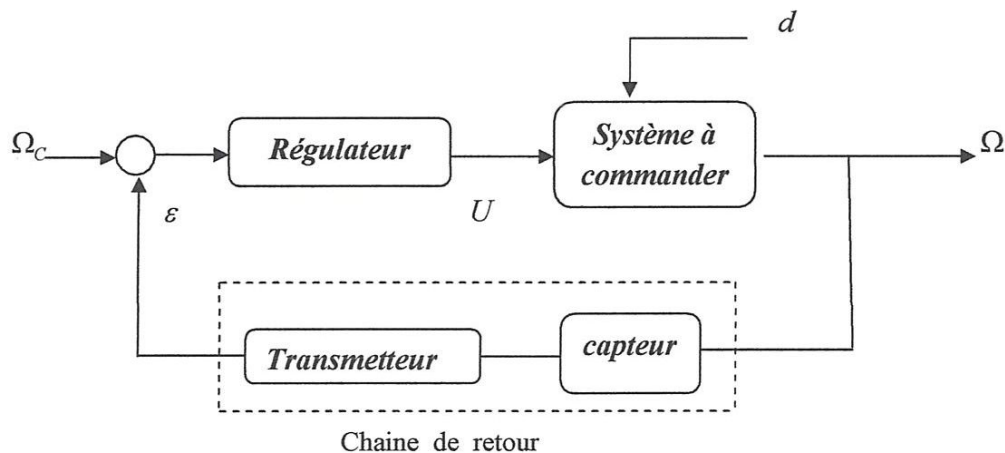 d
Ω_C
Régulateur
Système à
commander
Ω
ε
U
Transmetteur
capteur
Chaine de retour